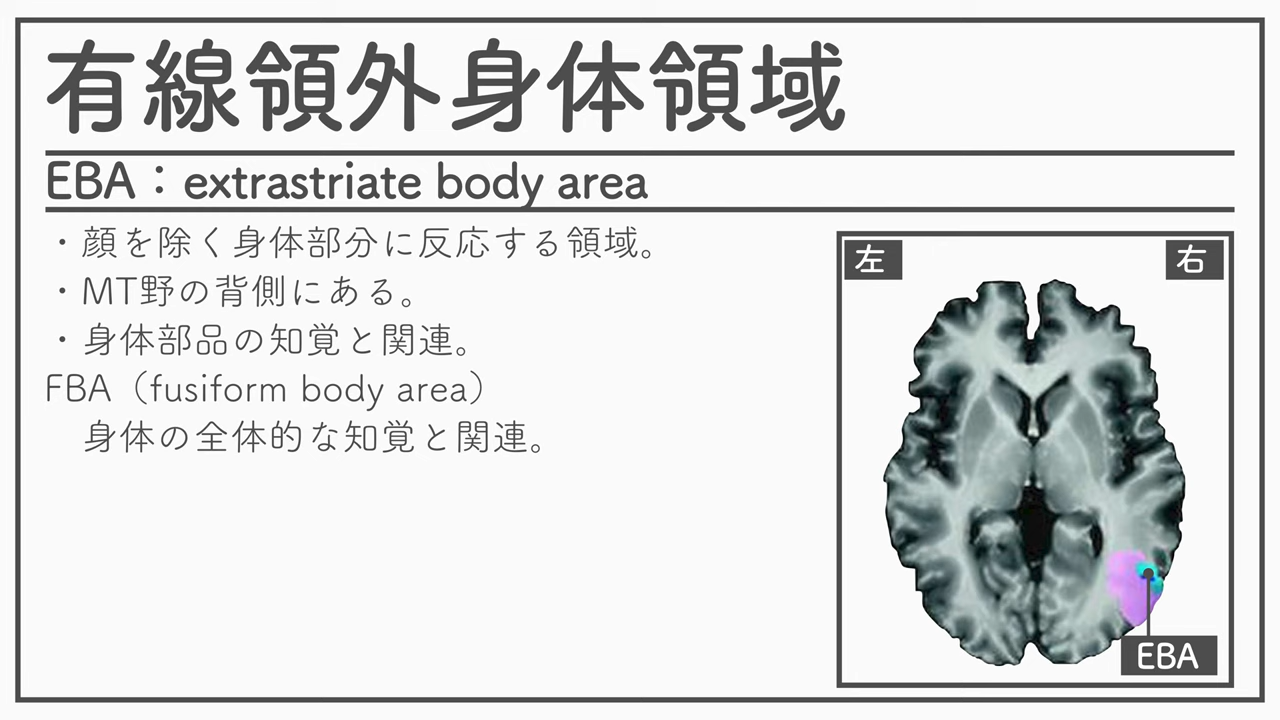 有線領外身体領域
EBA：extrastriate body area
・顔を除く身体部分に反応する領域。
・MT野の背側にある。
・身体部品の知覚と関連。
FBA（fusiform body area）
身体の全体的な知覚と関連。
左
右
EBA